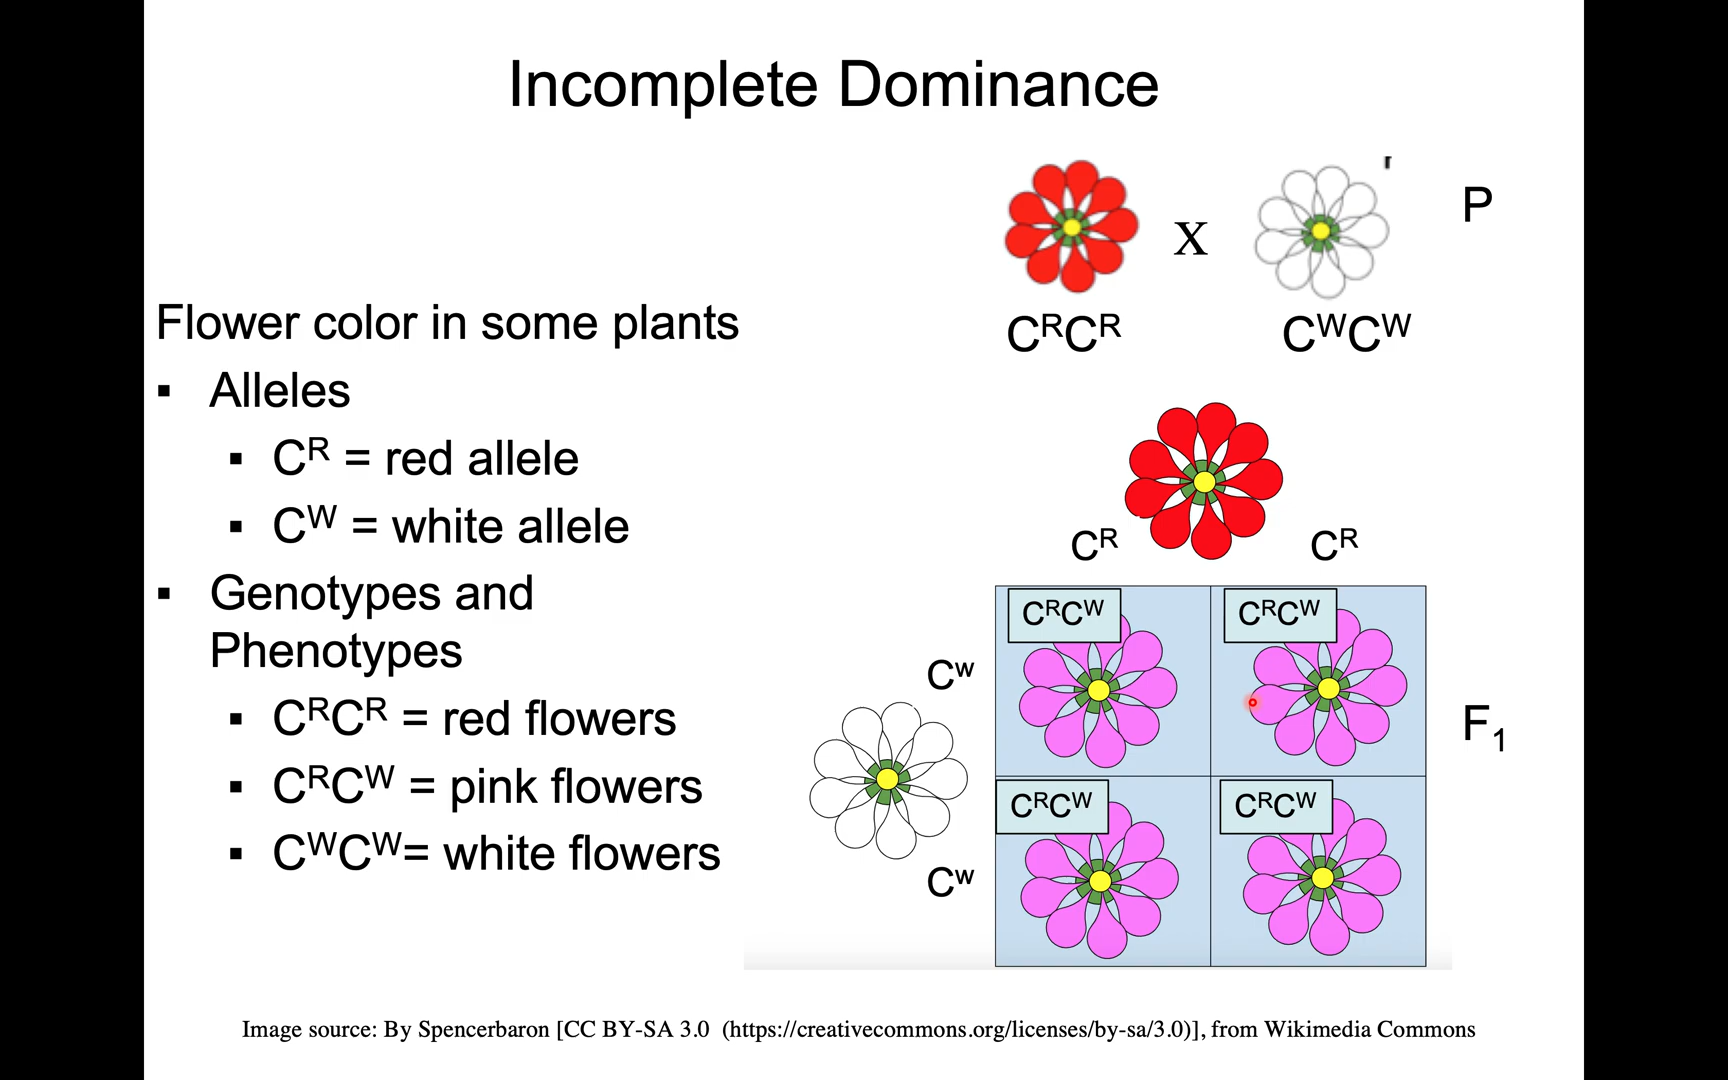 Incomplete Dominance
r
P
X
CᴿCᴿ
CᵂCᵂ
Flower color in some plants
▪ Alleles
▪ Cᴿ = red allele
▪ Cᵂ = white allele
▪ Genotypes and
Phenotypes
▪ CᴿCᴿ = red flowers
▪ CᴿCᵂ = pink flowers
▪ CᵂCᵂ= white flowers
Cᴿ
Cᴿ
Cʷ
Cʷ
CᴿCᵂ
CᴿCᵂ
CᴿCᵂ
CᴿCᵂ
F₁
Image source: By Spencerbaron [CC BY-SA 3.0 (https://creativecommons.org/licenses/by-sa/3.0)], from Wikimedia Commons